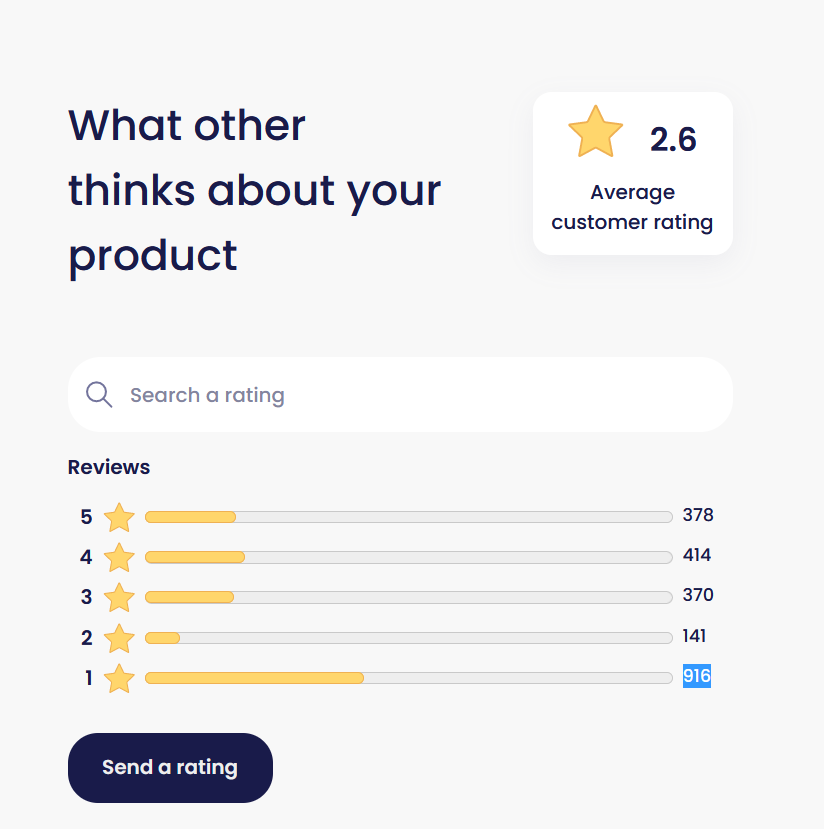 What other
thinks about your
product
2.6
Average
customer rating
Search a rating
Reviews
5 378
4 414
3 370
2 141
1 916
Send a rating